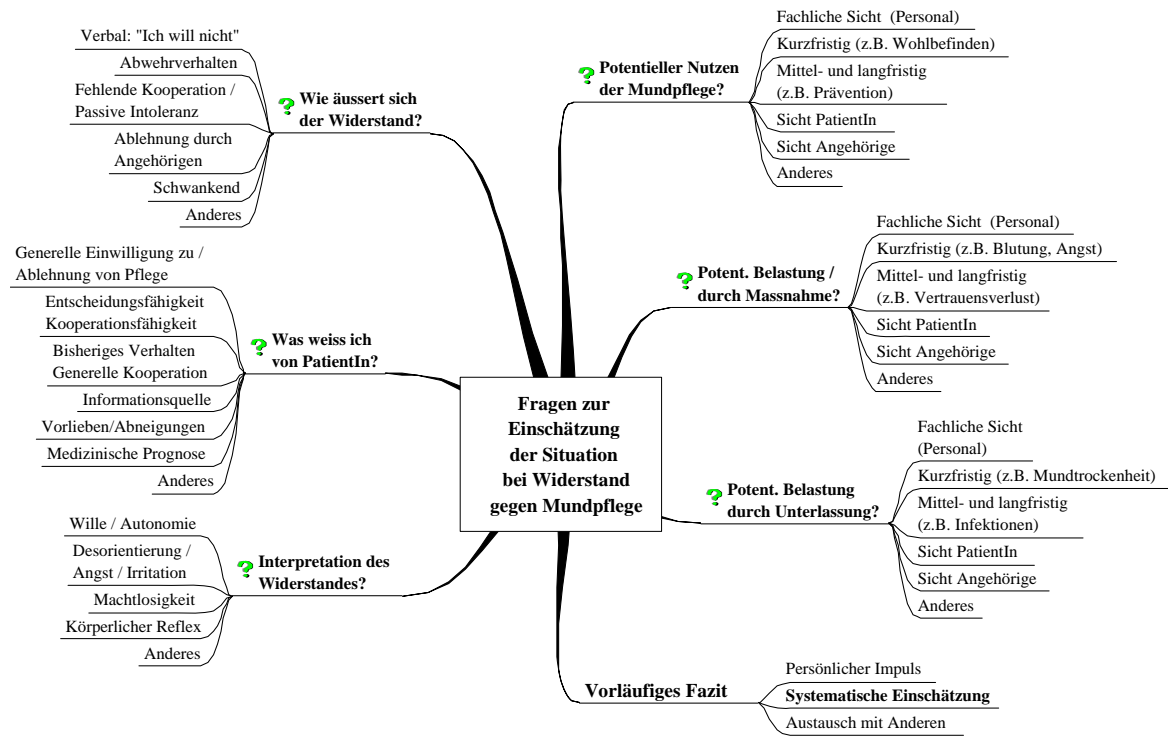 Fragen zur
Einschätzung
der Situation
bei Widerstand
gegen Mundpflege
Wie äussert sich
der Widerstand?
Verbal: "Ich will nicht"
Abwehrverhalten
Fehlende Kooperation /
Passive Intoleranz
Ablehnung durch
Angehörigen
Schwankend
Anderes
Was weiss ich
von PatientIn?
Generelle Einwilligung zu /
Ablehnung von Pflege
Entscheidungsfähigkeit
Kooperationsfähigkeit
Bisheriges Verhalten
Generelle Kooperation
Informationsquelle
Vorlieben/Abneigungen
Medizinische Prognose
Anderes
Interpretation des
Widerstandes?
Wille / Autonomie
Desorientierung /
Angst / Irritation
Machtlosigkeit
Körperlicher Reflex
Anderes
Potentieller Nutzen
der Mundpflege?
Fachliche Sicht (Personal)
Kurzfristig (z.B. Wohlbefinden)
Mittel- und langfristig
(z.B. Prävention)
Sicht PatientIn
Sicht Angehörige
Anderes
Potent. Belastung /
durch Massnahme?
Fachliche Sicht (Personal)
Kurzfristig (z.B. Blutung, Angst)
Mittel- und langfristig
(z.B. Vertrauensverlust)
Sicht PatientIn
Sicht Angehörige
Anderes
Potent. Belastung
durch Unterlassung?
Fachliche Sicht
(Personal)
Kurzfristig (z.B. Mundtrockenheit)
Mittel- und langfristig
(z.B. Infektionen)
Sicht PatientIn
Sicht Angehörige
Anderes
Vorläufiges Fazit
Persönlicher Impuls
Systematische Einschätzung
Austausch mit Anderen